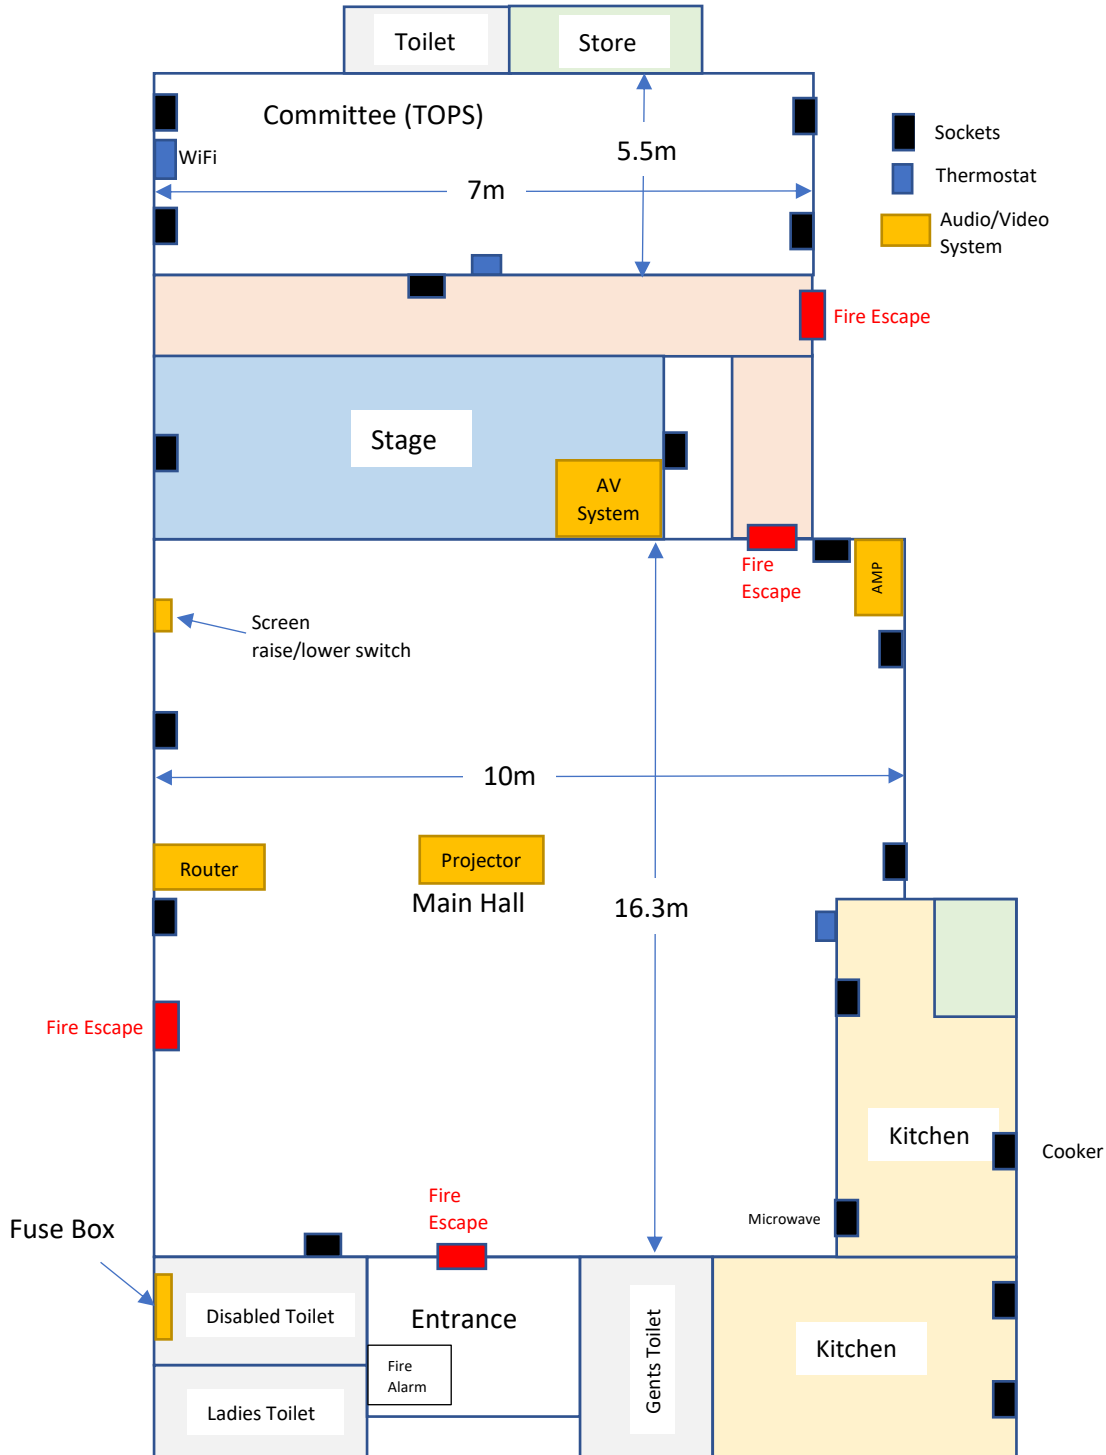 Toilet
Store
Committee (TOPS)
Sockets
5.5m
WiFi
Thermostat
7m
Audio/Video
System
Fire Escape
Stage
AV
System
Fire
Escape
AMP
Screen
raise/lower switch
10m
Router
Projector
Main Hall
16.3m
Fire Escape
Kitchen
Cooker
Fire
Escape
Microwave
Fuse Box
Disabled Toilet
Entrance
Gents Toilet
Kitchen
Fire
Alarm
Ladies Toilet